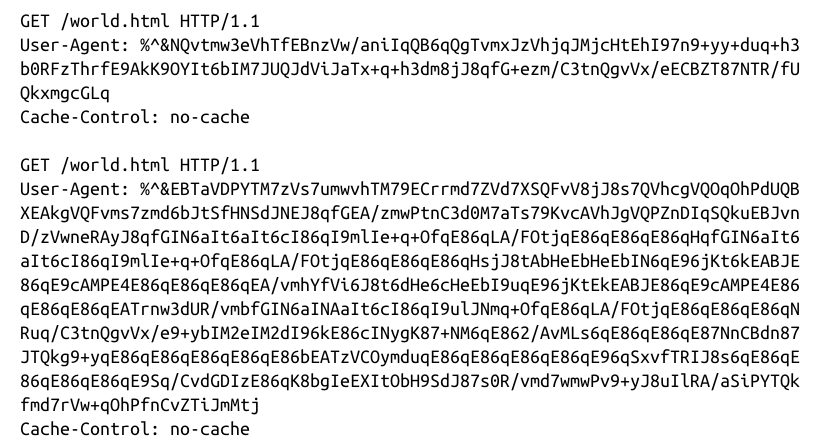 GET /world.html HTTP/1.1
User-Agent: %^&NQvtmw3eVhTfEBnzVw/aniIqQB6qQgTvmxJzVhjqJMjcHtEhI97n9+yy+duq+h3
b0RFzThrfE9AkK9OYIt6bIM7JUQJdViJaTx+q+h3dm8jJ8qfG+ezm/C3tnQgvVx/eECBZT87NTR/fU
QkxmgcGLq
Cache-Control: no-cache

GET /world.html HTTP/1.1
User-Agent: %^&EBTaVDPYTM7zVs7umwvhTM79ECrrmd7ZVd7XSQFvV8jJ8s7QVhcgVQOqOhPdUQB
XEAkgVQFvms7zmd6bJtSfHNSdJNEJ8qfGEA/zmwPtnC3d0M7aTs79KvcAVhJgVQPZnDIqSQkuEBJvn
D/zVwneRAyJ8qfGIN6aIt6aIt6cI86qI9mlIe+q+OfqE86qLA/FOtjqE86qE86qE86qHqfGIN6aIt6
aIt6cI86qI9mlIe+q+OfqE86qLA/FOtjqE86qE86qE86qHsjJ8tAbHeEbHeEbIN6qE96jKt6kEABJE
86qE9cAMPE4E86qE86qE86qEA/vmhYfVi6J8t6dHe6cHeEbI9uqE96jKtEkEABJE86qE9cAMPE4E86
qE86qE86qEATrnw3dUR/vmbfGIN6aINAaIt6cI86qI9ulJNmq+OfqE86qLA/FOtjqE86qE86qE86qN
Ruq/C3tnQgvVx/e9+ybIM2eIM2dI96kE86cINygK87+NM6qE862/AvMLs6qE86qE86qE87NnCBdn87
JTQkg9+yqE86qE86qE86qE86qE86bEATzVCOymduqE86qE86qE86qE86qE96qSxvfTRIJ8s6qE86qE
86qE86qE86qE9Sq/CvdGDIzE86qK8bgIeEXItObH9SdJ87s0R/vmd7wmwPv9+yJ8uIlRA/aSiPYTQk
fmd7rVw+qOhPfnCvZTiJmMtj
Cache-Control: no-cache